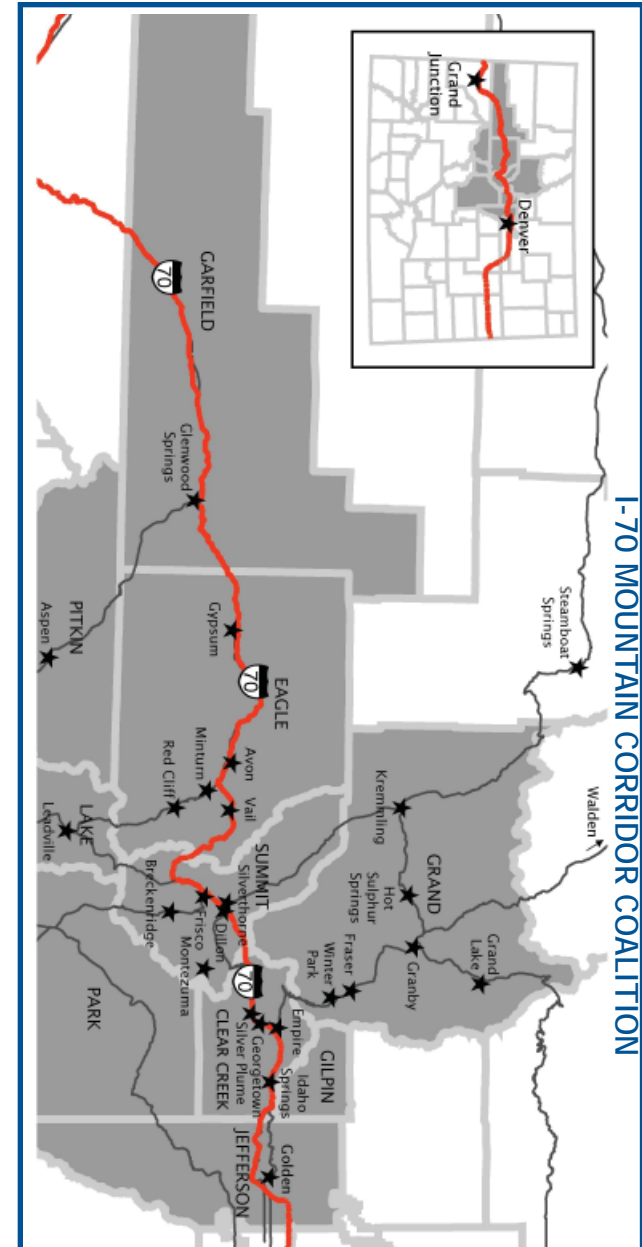 I-70 MOUNTAIN CORRIDOR COALITION
Grand
Junction
Denver
Walden
Steamboat
Springs
Kremmling
GRAND
Hot
Sulphur
Springs
Grand
Lake
Granby
Fraser
Winter
Park
GARFIELD
70
Glenwood
Springs
Gypsum
EAGLE
70
Avon
Vail
Minturn
Red Cliff
SUMMIT
Silverthorne
Dillon
Frisco
Breckenridge
Montezuma
70
Empire
Georgetown
Silver Plume
CLEAR CREEK
GILPIN
Idaho
Springs
Golden
JEFFERSON
PITKIN
Aspen
LAKE
Leadville
PARK